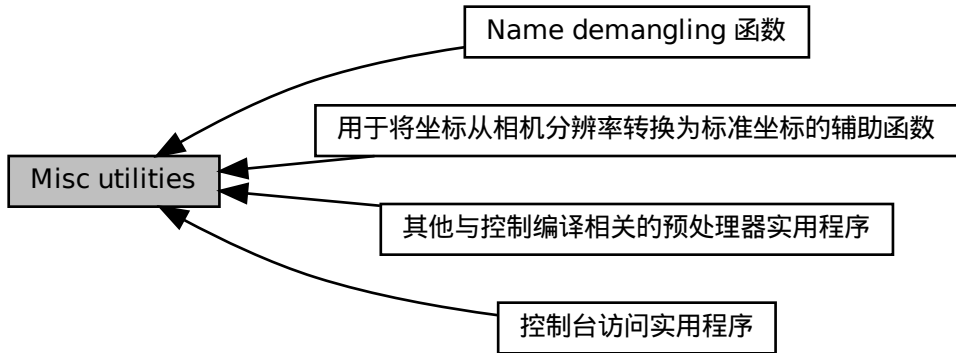 Name demangling 函数
用于将坐标从相机分辨率转换为标准坐标的辅助函数
Misc utilities
其他与控制编译相关的预处理器实用程序
控制台访问实用程序